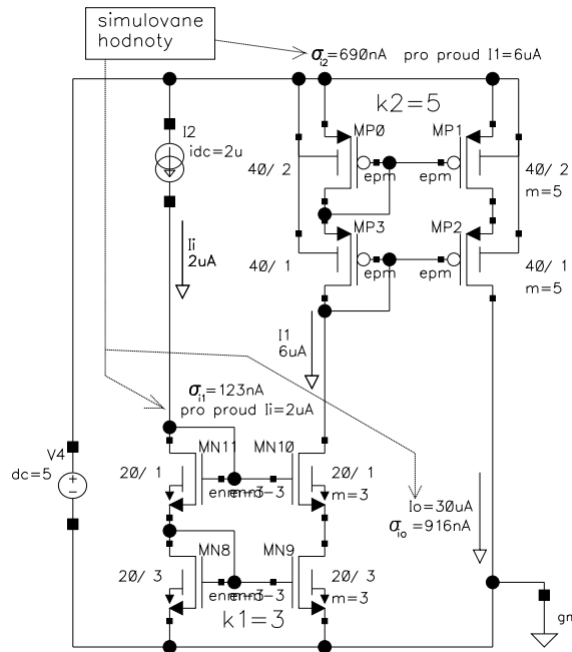 simulovane
hodnoty
σi2=690nA pro proud I1=6uA
k2=5
I2
idc=2u
MP0
MP1
40/ 2
epm
epm
40/ 2
m=5
MP3
MP2
Ii
2uA
40/ 1
epm
epm
40/ 1
m=5
I1
6uA
σi1=123nA
pro proud Ii=2uA
V4
dc=5
MN11
MN10
20/ 1
20/ 1
m=3
Io=30uA
σio=916nA
MN8
MN9
20/ 3
20/ 3
m=3
k1=3
gn